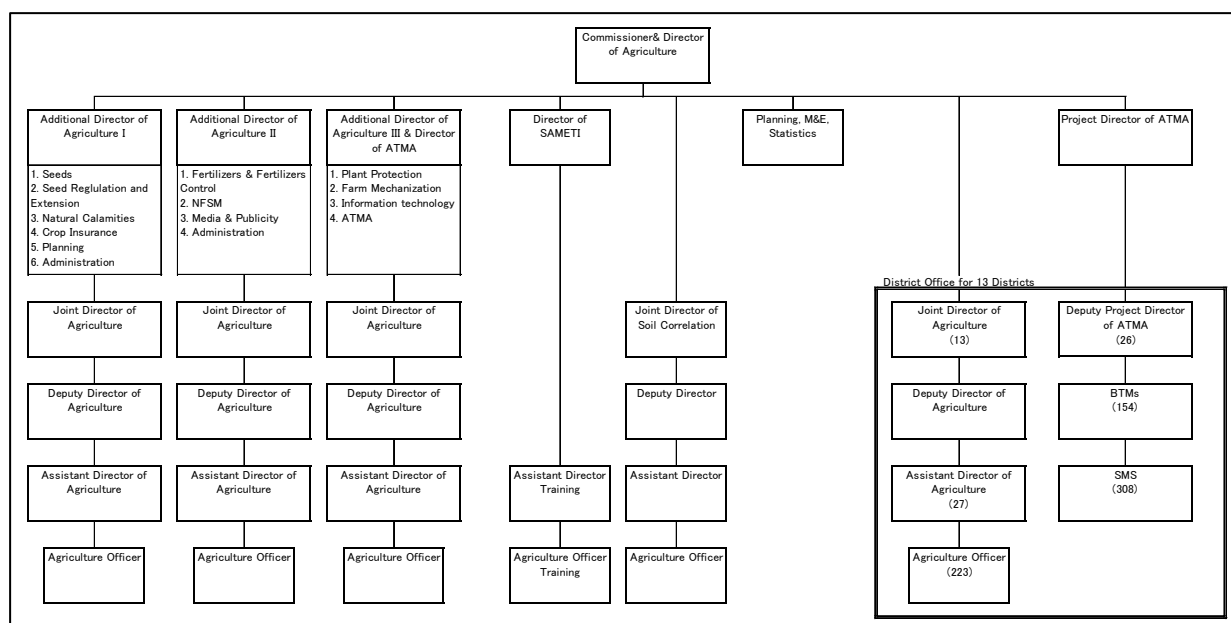 Commissioner& Director
of Agriculture
Additional Director of
Agriculture I
Additional Director of
Agriculture II
Additional Director of
Agriculture III & Director
of ATMA
Director of
SAMETI
Planning, M&E,
Statistics
Project Director of ATMA
1. Seeds
2. Seed Reglulation and
Extension
3. Natural Calamities
4. Crop Insurance
5. Planning
6. Administration
1. Fertilizers & Fertilizers
Control
2. NFSM
3. Media & Publicity
4. Administration
1. Plant Protection
2. Farm Mechanization
3. Information technology
4. ATMA
District Office for 13 Districts
Joint Director of
Agriculture
Joint Director of
Agriculture
Joint Director of
Agriculture
Joint Director of
Soil Correlation
Joint Director of
Agriculture
(13)
Deputy Project Director
of ATMA
(26)
Deputy Director of
Agriculture
Deputy Director of
Agriculture
Deputy Director of
Agriculture
Deputy Director
Deputy Director of
Agriculture
BTMs
(154)
Assistant Director of
Agriculture
Assistant Director of
Agriculture
Assistant Director of
Agriculture
Assistant Director
Training
Assistant Director
Assistant Director of
Agriculture
(27)
SMS
(308)
Agriculture Officer
Agriculture Officer
Agriculture Officer
Agriculture Officer
Training
Agriculture Officer
Agriculture Officer
(223)